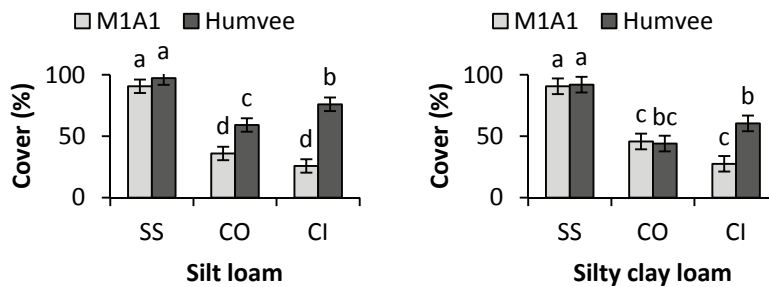 M1A1 Humvee
M1A1 Humvee
Cover (%)
100
50
0
a a
d c
d b
SS CO CI
Silt loam
Cover (%)
100
50
0
a a
c bc
c b
SS CO CI
Silty clay loam